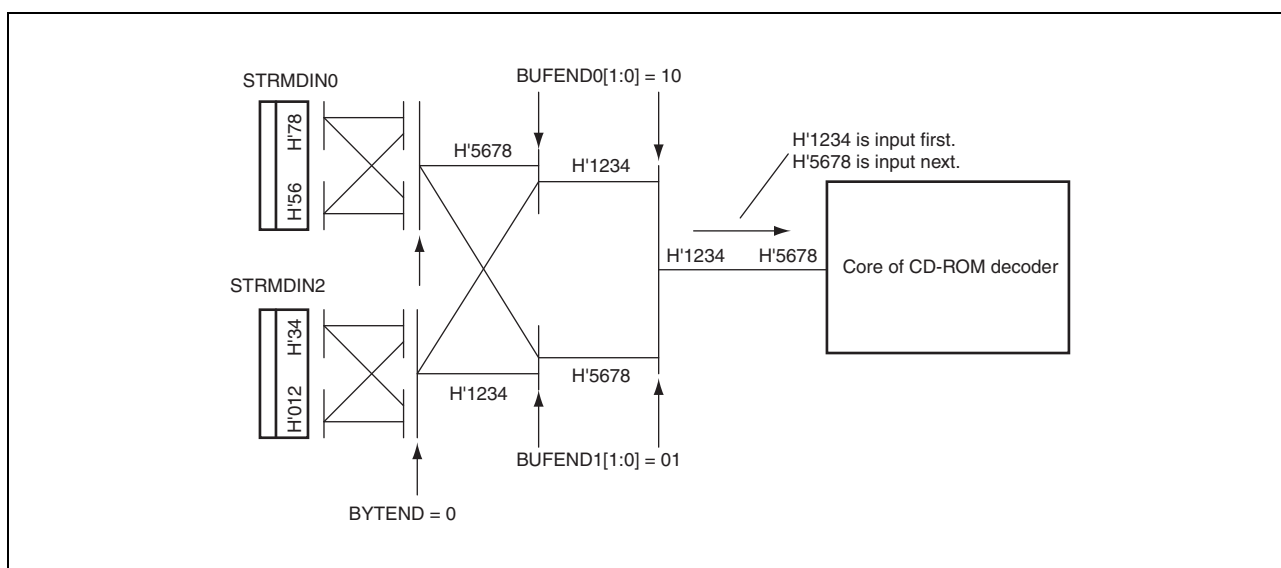 STRMDIN0
BUFEND0[1:0] = 10
H'78
H'56
H'5678
H'1234
H'1234 is input first.
H'5678 is input next.
H'1234
H'5678
Core of CD-ROM decoder
STRMDIN2
H'34
H'012
H'1234
H'5678
BUFEND1[1:0] = 01
BYTEND = 0